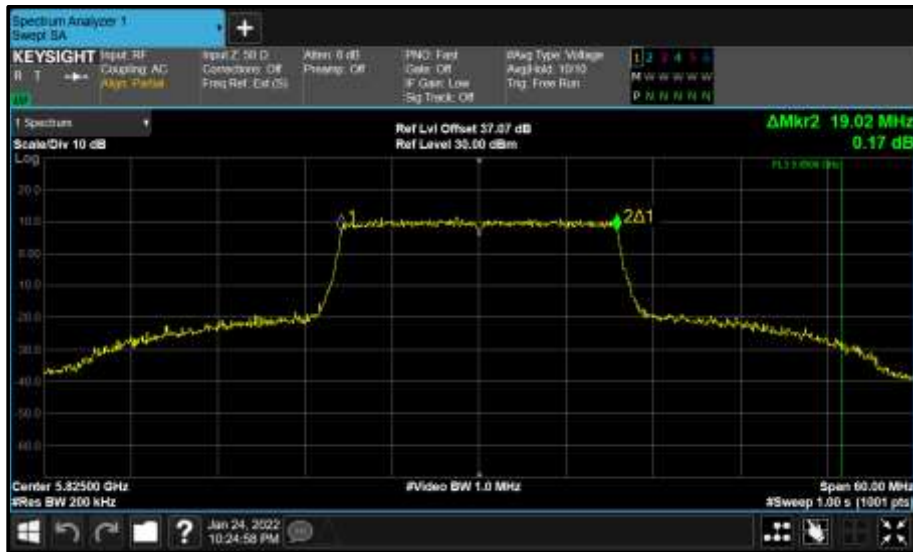 Spectrum Analyzer 1
Swept SA
+
KEYSIGHT
R T
Input: RF
Coupling: AC
Align: Partial
Input Z: 50 Ω
Corrections: Off
Freq Ref: Ext (S)
Atten: 6 dB
Preamp: Off
PNO: Fast
Gate: Off
IF Gain: Low
Sig Track: Off
#Avg Type: Voltage
Avg|Hold: 10/10
Trig: Free Run
1 2 3 4 5 6
M W W W W W
P N N N N N
1 Spectrum
Scale/Div 10 dB
Ref Lvl Offset 37.07 dB
Ref Level 30.00 dBm
ΔMkr2 19.02 MHz
0.17 dB
Log
20.0
10.0
0.00
-10.0
-20.0
-30.0
-40.0
-50.0
-60.0
1
2Δ1
Center 5.82500 GHz
#Res BW 200 kHz
#Video BW 1.0 MHz
Span 60.00 MHz
#Sweep 1.00 s (1001 pts)
?
Jan 24, 2022
10:24:58 PM